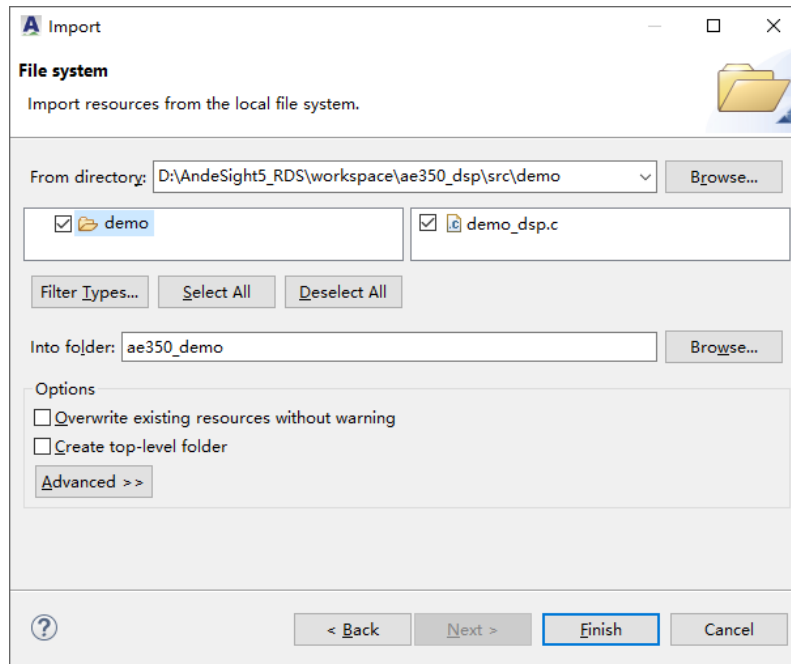 Import
File system
Import resources from the local file system.
From directory: D:\AndeSight5_RDS\workspace\ae350_dsp\src\demo Browse...
demo demo_dsp.c
Filter Types... Select All Deselect All
Into folder: ae350_demo Browse...
Options
Overwrite existing resources without warning
Create top-level folder
Advanced >>
< Back Next > Finish Cancel